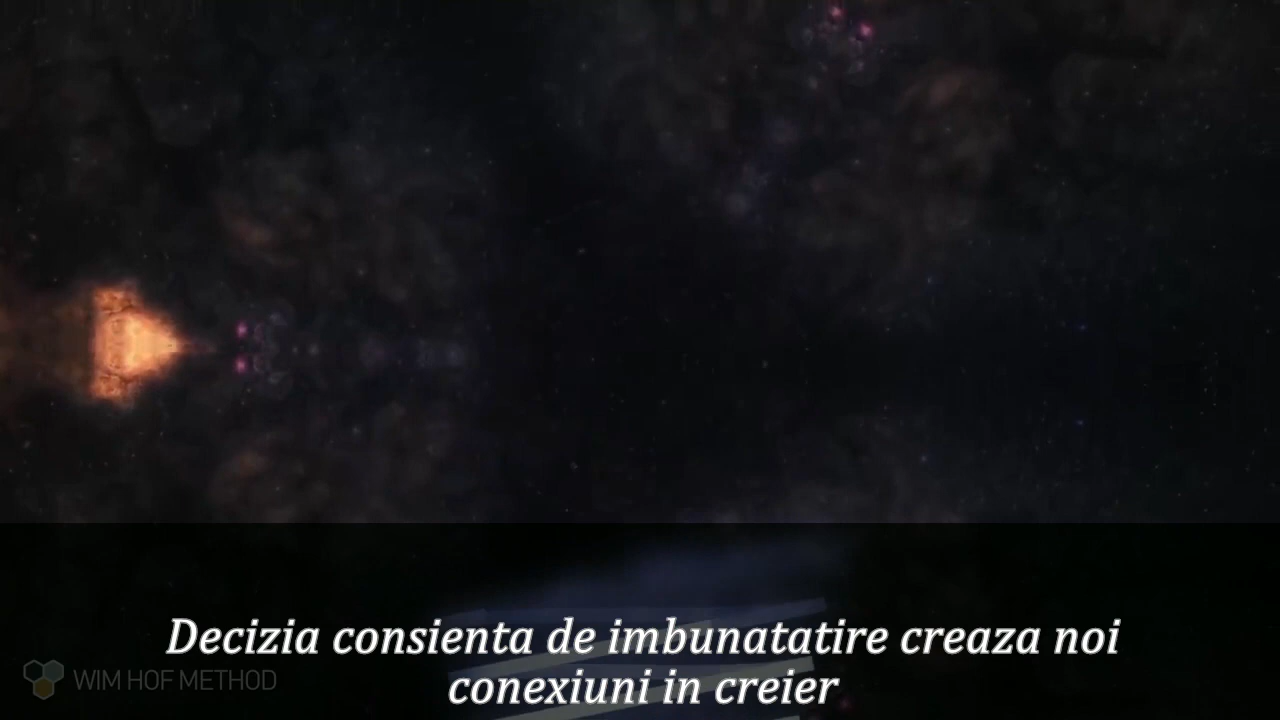 Decizia consienta de imbunatatire creaza noi
conexiuni in creier
WIM HOF METHOD